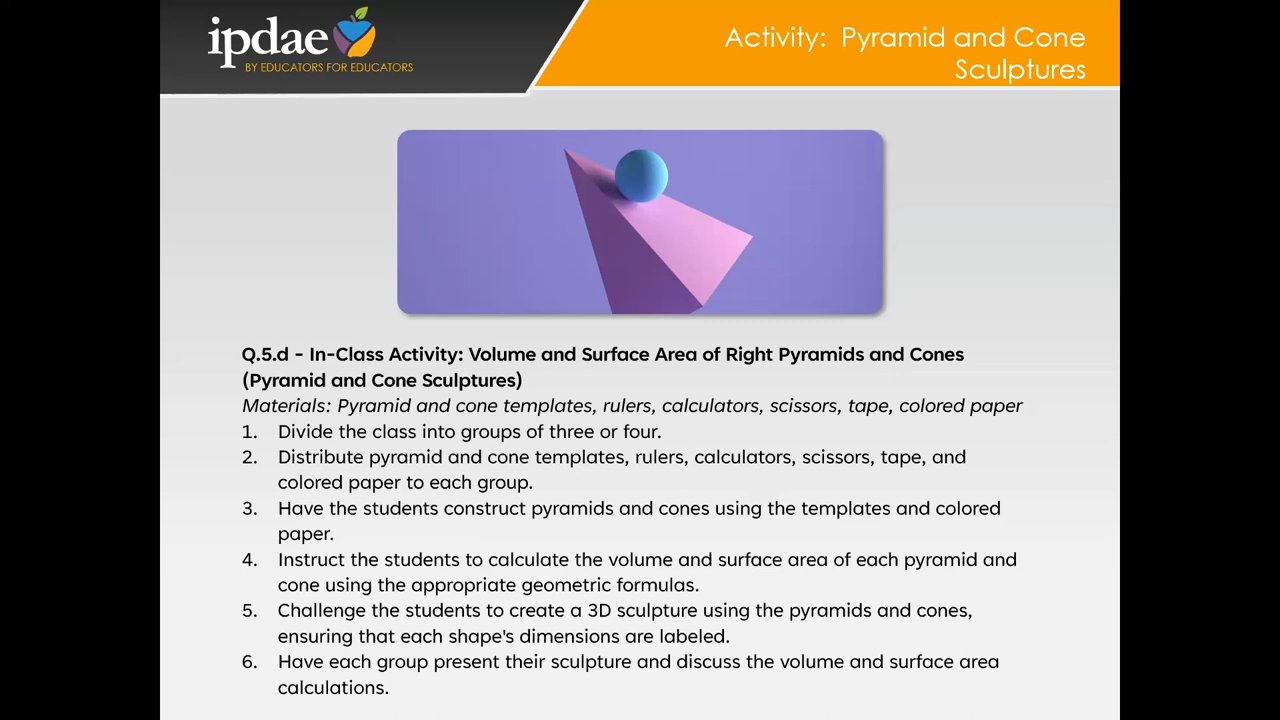 ipdae
BY EDUCATORS FOR EDUCATORS
Activity: Pyramid and Cone
Sculptures
Q.5.d - In-Class Activity: Volume and Surface Area of Right Pyramids and Cones
(Pyramid and Cone Sculptures)
Materials: Pyramid and cone templates, rulers, calculators, scissors, tape, colored paper
1. Divide the class into groups of three or four.
2. Distribute pyramid and cone templates, rulers, calculators, scissors, tape, and
colored paper to each group.
3. Have the students construct pyramids and cones using the templates and colored
paper.
4. Instruct the students to calculate the volume and surface area of each pyramid and
cone using the appropriate geometric formulas.
5. Challenge the students to create a 3D sculpture using the pyramids and cones,
ensuring that each shape's dimensions are labeled.
6. Have each group present their sculpture and discuss the volume and surface area
calculations.